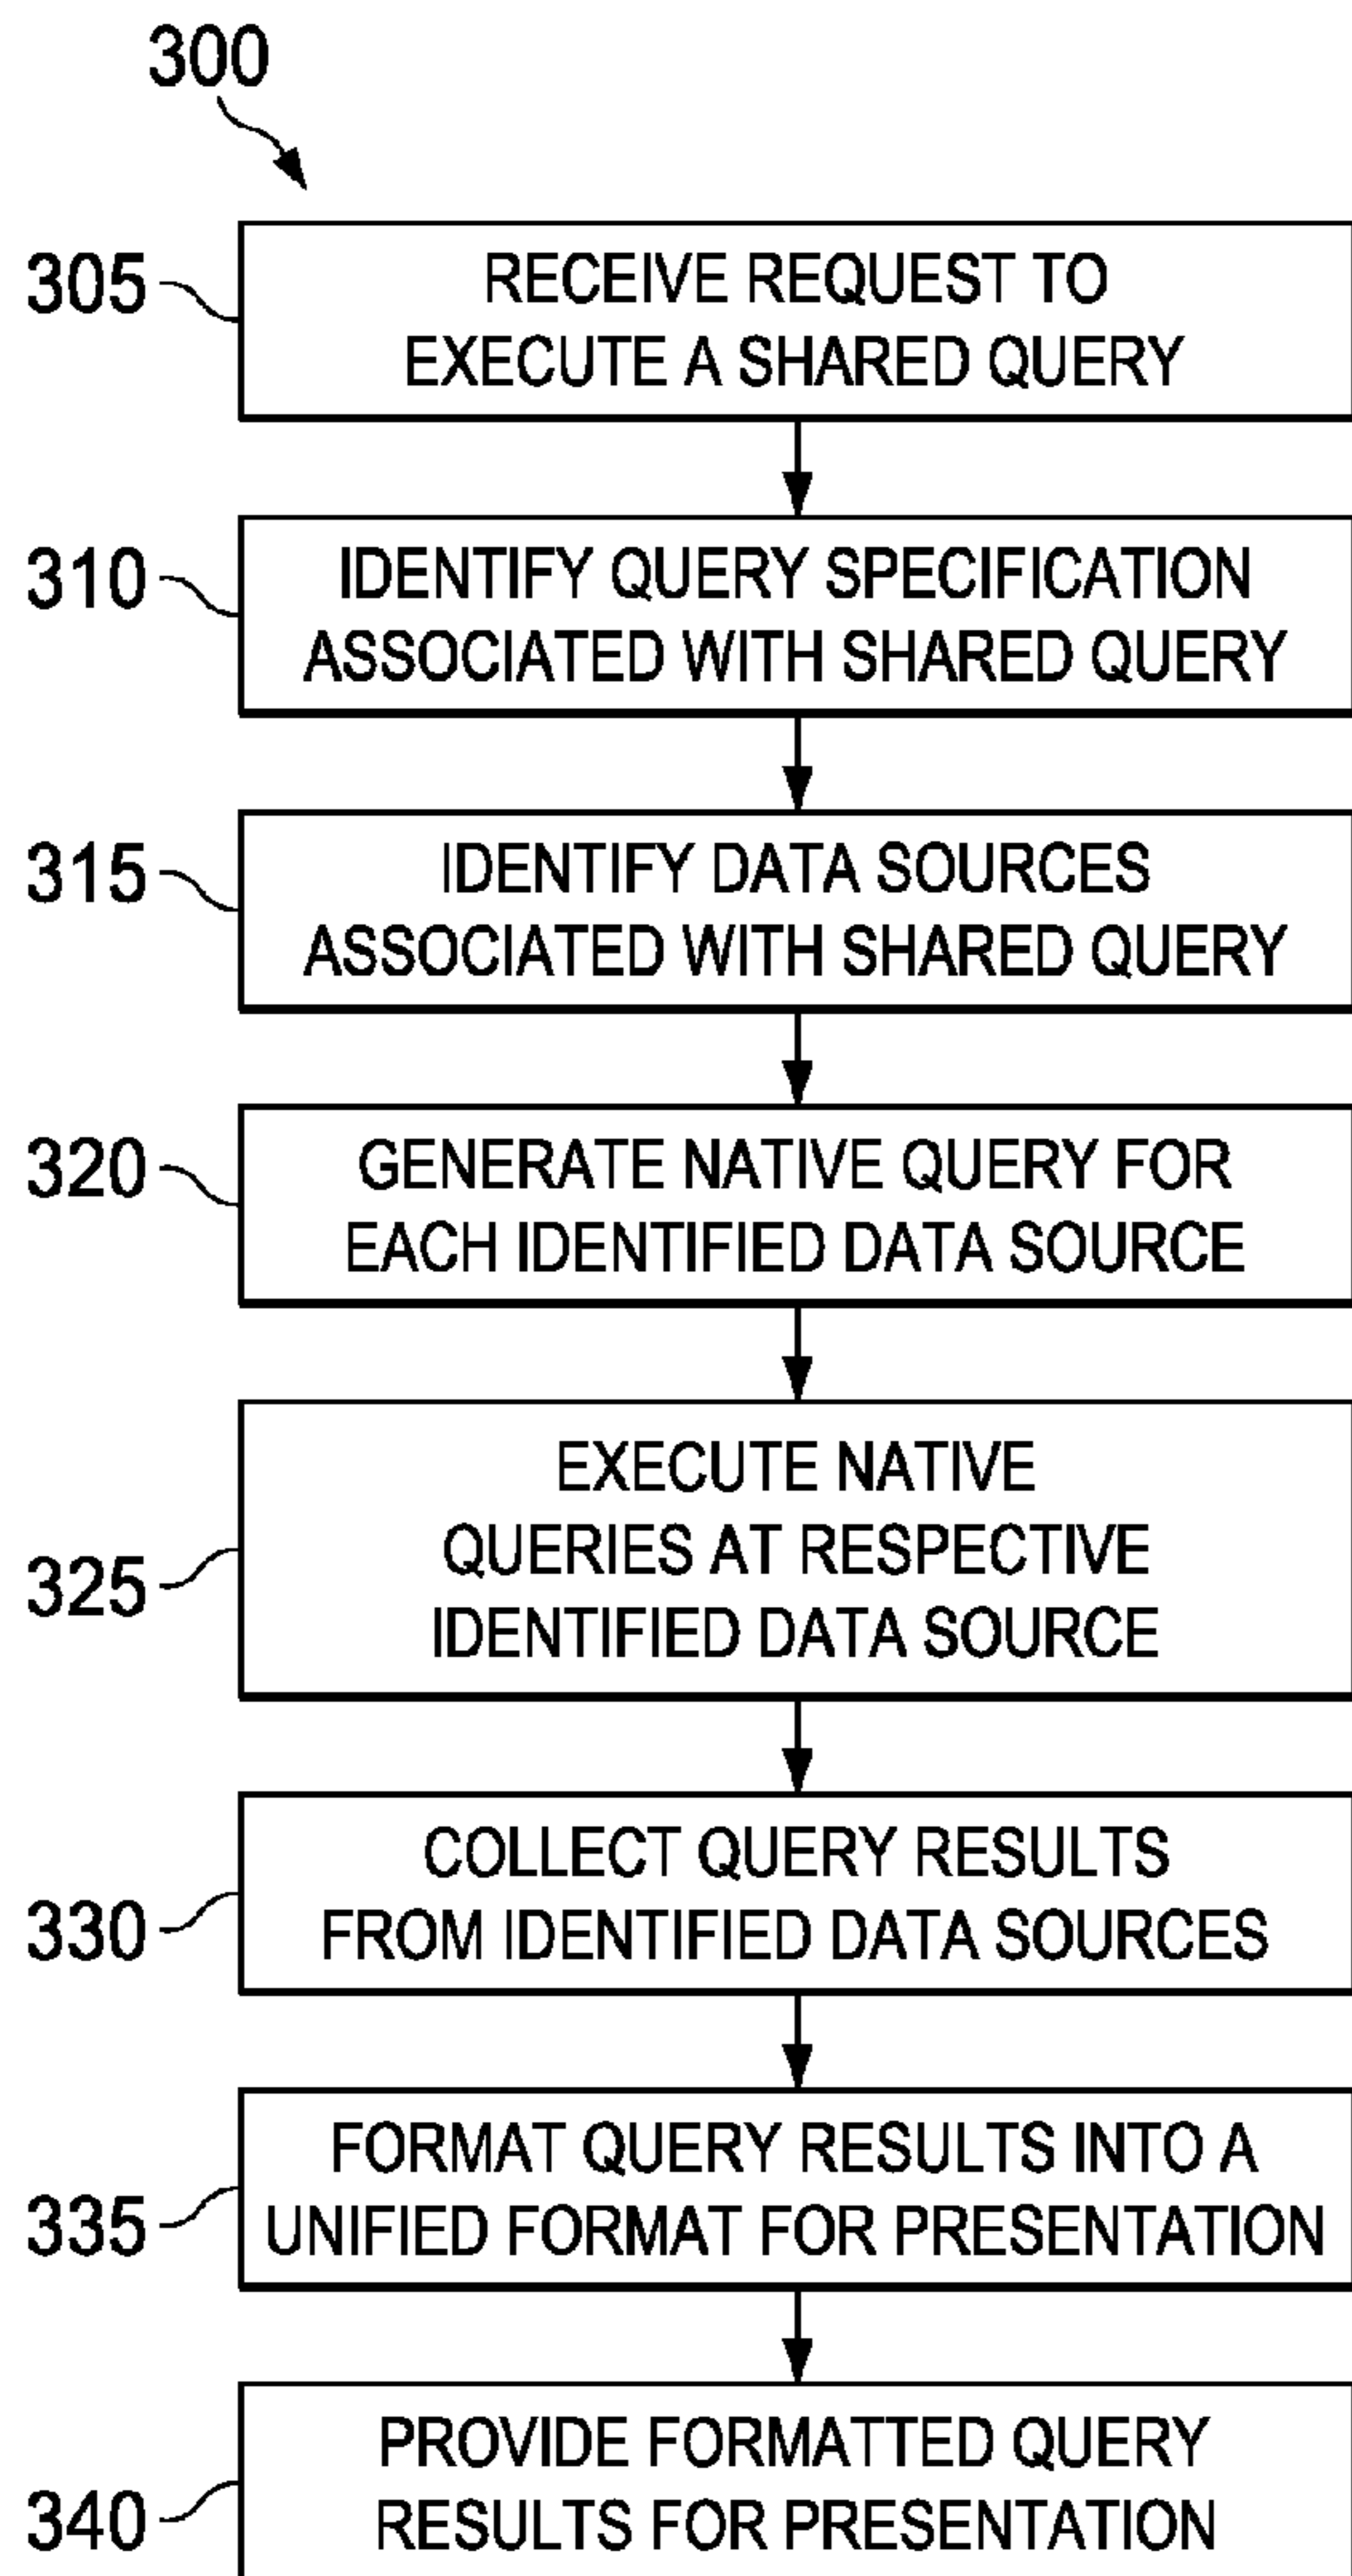 300
305
RECEIVE REQUEST TO
EXECUTE A SHARED QUERY
310
IDENTIFY QUERY SPECIFICATION
ASSOCIATED WITH SHARED QUERY
315
IDENTIFY DATA SOURCES
ASSOCIATED WITH SHARED QUERY
320
GENERATE NATIVE QUERY FOR
EACH IDENTIFIED DATA SOURCE
325
EXECUTE NATIVE
QUERIES AT RESPECTIVE
IDENTIFIED DATA SOURCE
330
COLLECT QUERY RESULTS
FROM IDENTIFIED DATA SOURCES
335
FORMAT QUERY RESULTS INTO A
UNIFIED FORMAT FOR PRESENTATION
340
PROVIDE FORMATTED QUERY
RESULTS FOR PRESENTATION